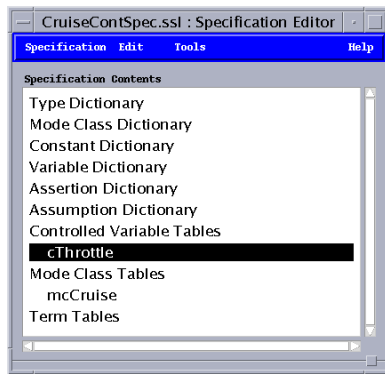 CruiseContSpec.ssl : Specification Editor
Specification Edit Tools Help
Specification Contents
Type Dictionary
Mode Class Dictionary
Constant Dictionary
Variable Dictionary
Assertion Dictionary
Assumption Dictionary
Controlled Variable Tables
cThrottle
Mode Class Tables
mcCruise
Term Tables